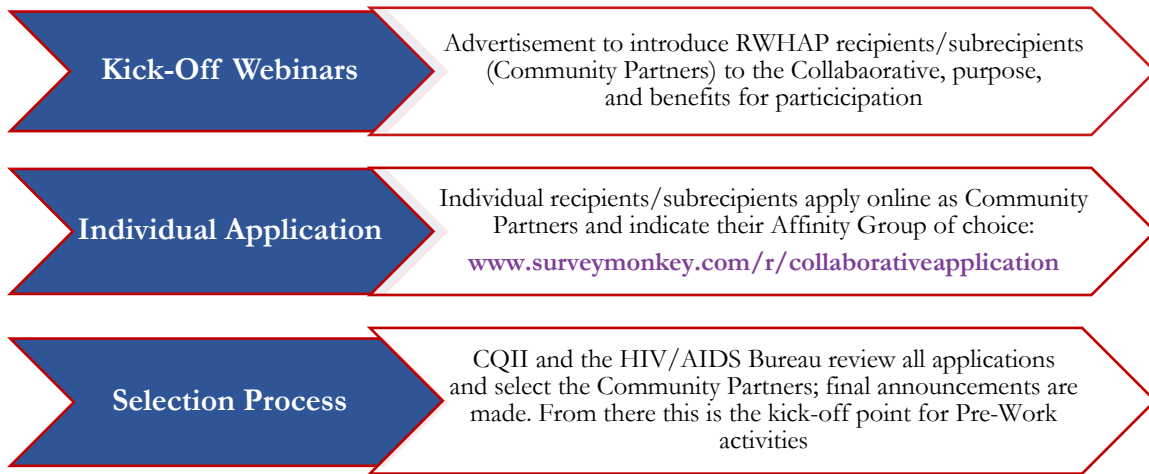 Kick-Off Webinars
Advertisement to introduce RWHAP recipients/subrecipients
(Community Partners) to the Collabaorative, purpose,
and benefits for particicipation
Individual Application
Individual recipients/subrecipients apply online as Community
Partners and indicate their Affinity Group of choice:
www.surveymonkey.com/r/collaborativeapplication
Selection Process
CQII and the HIV/AIDS Bureau review all applications
and select the Community Partners; final announcements are
made. From there this is the kick-off point for Pre-Work
activities